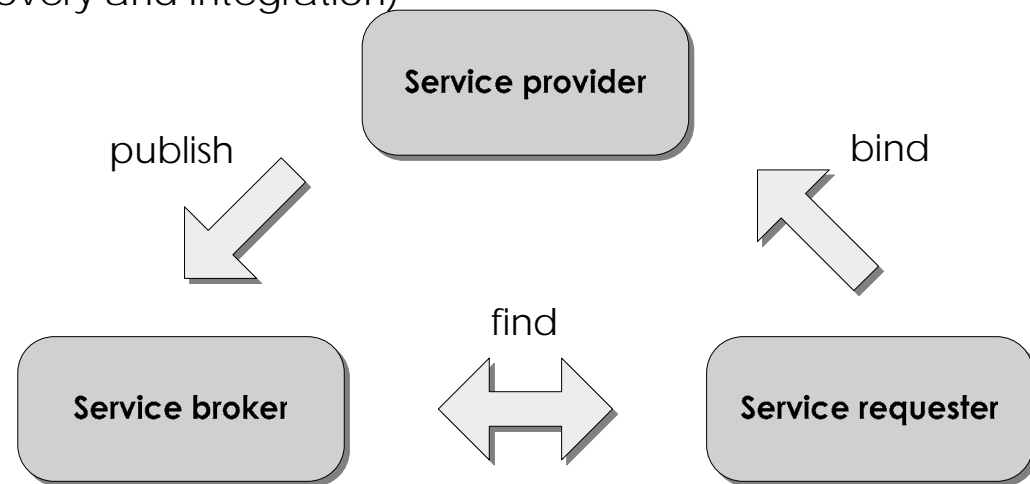 overy and integration)
Service provider
publish
bind
find
Service broker
Service requester